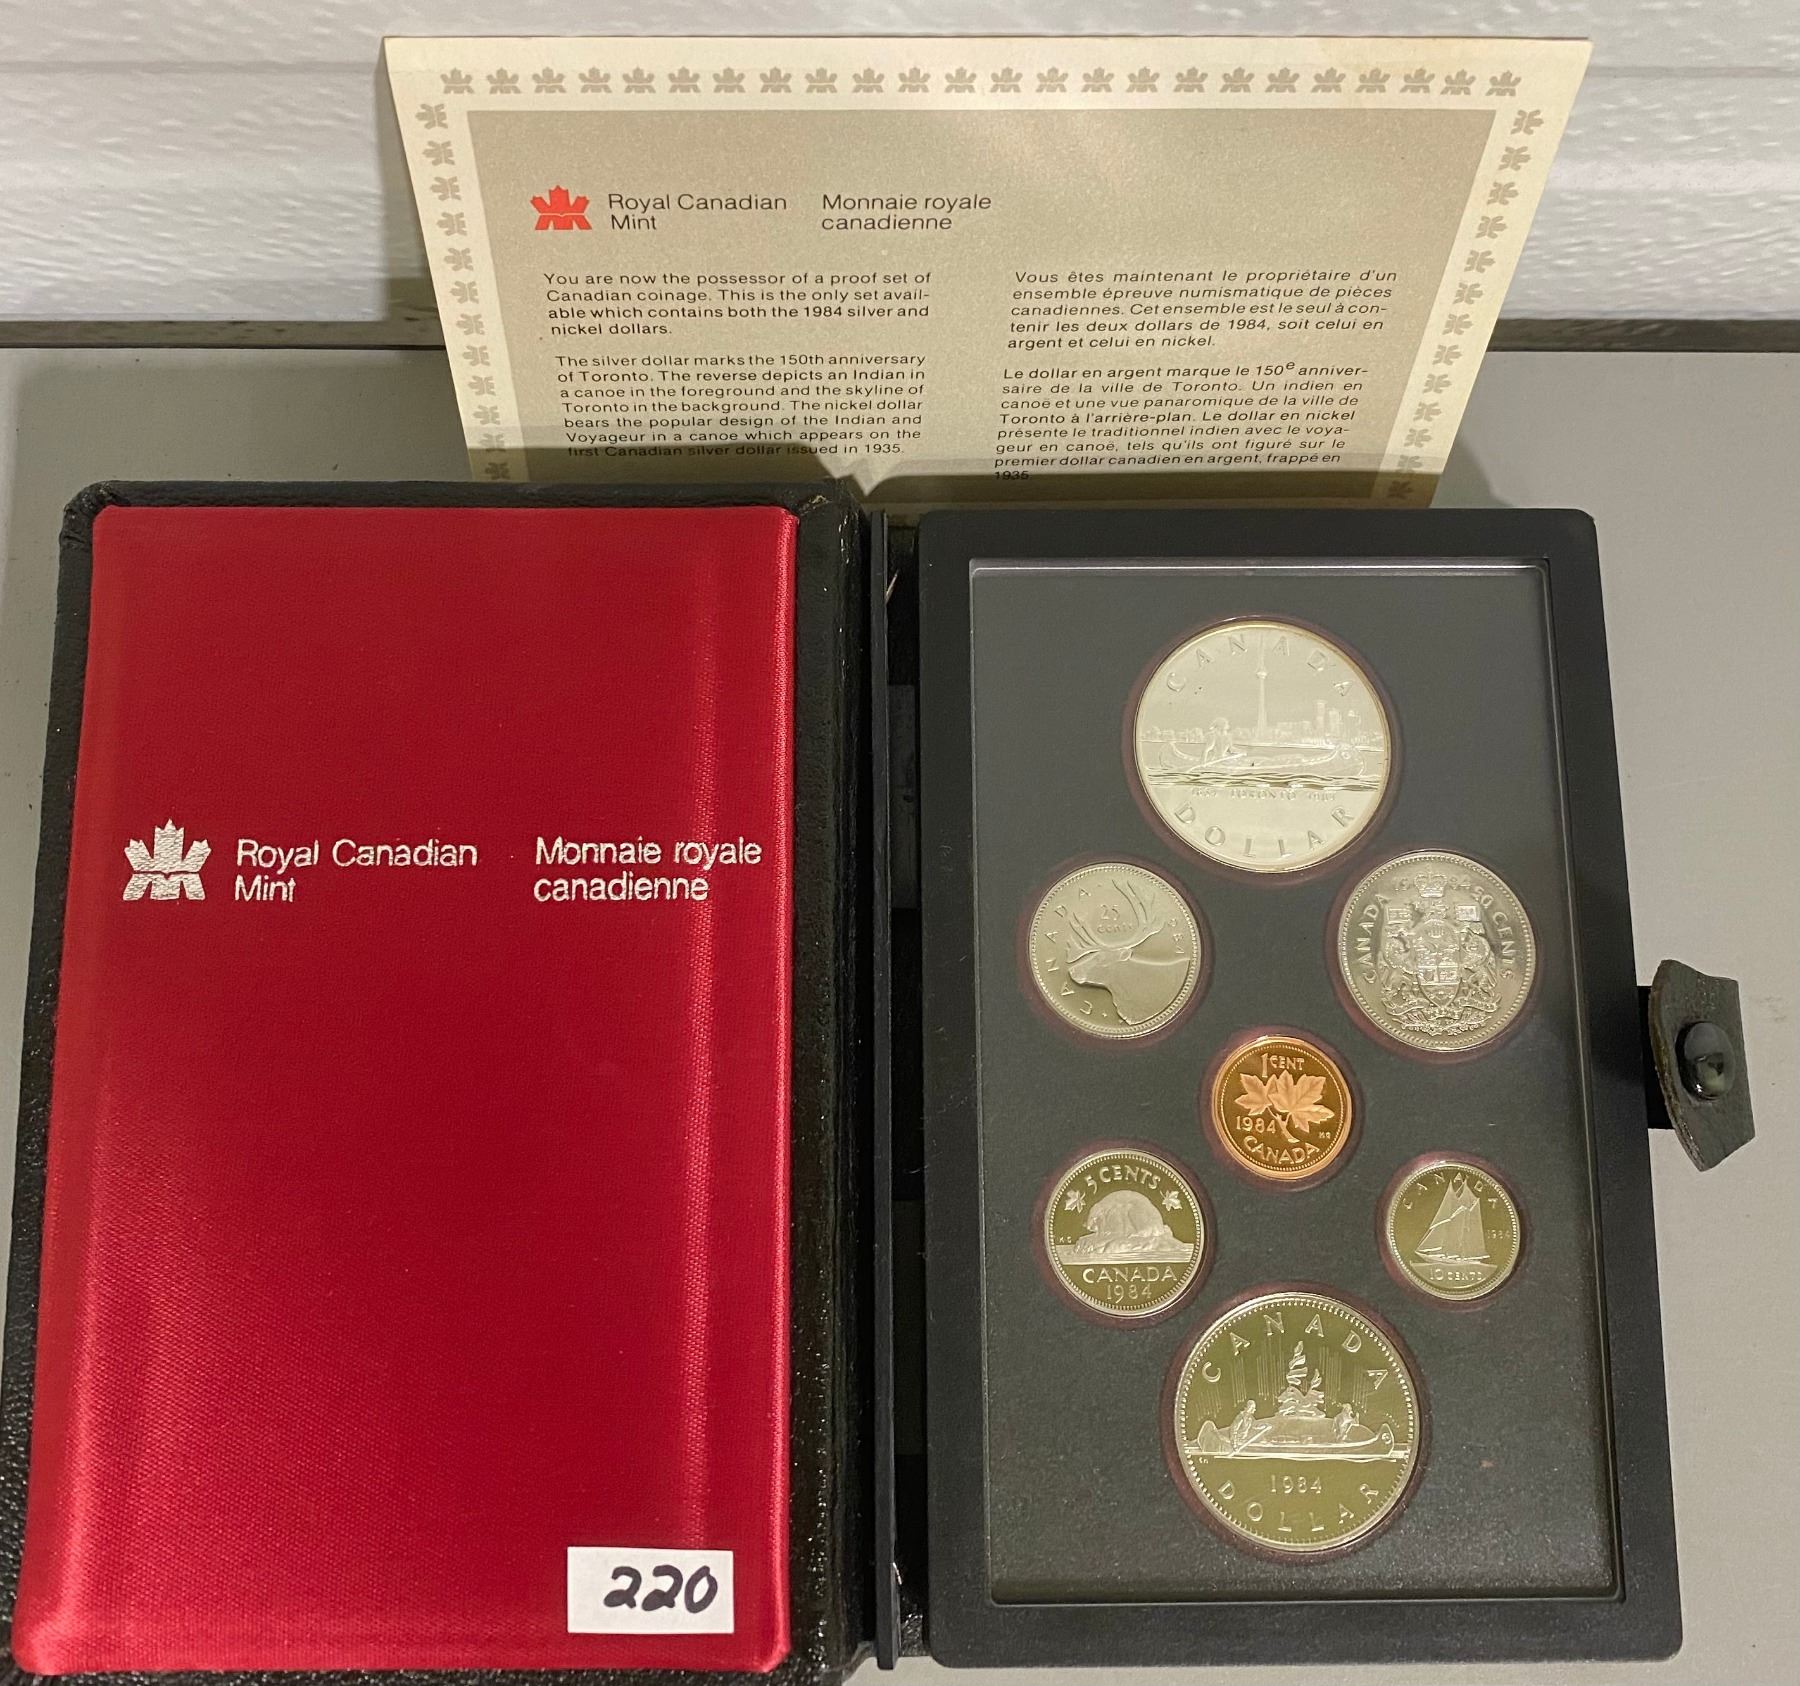 Royal Canadian Mint
Monnaie royale canadienne
You are now the possessor of a proof set of
Canadian coinage. This is the only set avail-
able which contains both the 1984 silver and
nickel dollars.
The silver dollar marks the 150th anniversary
of Toronto. The reverse depicts an Indian in
a canoe in the foreground and the skyline of
Toronto in the background. The nickel dollar
bears the popular design of the Indian and
Voyageur in a canoe which appears on the
first Canadian silver dollar issued in 1935.
Vous êtes maintenant le propriétaire d'un
ensemble épreuve numismatique de pièces
canadiennes. Cet ensemble est le seul à con-
tenir les deux dollars de 1984, soit celui en
argent et celui en nickel.
Le dollar en argent marque le 150e anniver-
saire de la ville de Toronto. Un indien en
canoë et une vue panaromique de la ville de
Toronto à l'arrière-plan. Le dollar en nickel
présente le traditionnel indien avec le voya-
geur en canoë, tels qu'ils ont figuré sur le
premier dollar canadien en argent, frappé en
1935.
Royal Canadian
Mint
Monnaie royale
canadienne
220
CANADA
TORONTO
DOLLAR
CANADA
25
CENTS
1984
CANADA
1984
50 CENTS
1 CENT
1984
CANADA
5 CENTS
CANADA
1984
CANADA
1984
10 CENTS
CANADA
1984
DOLLAR